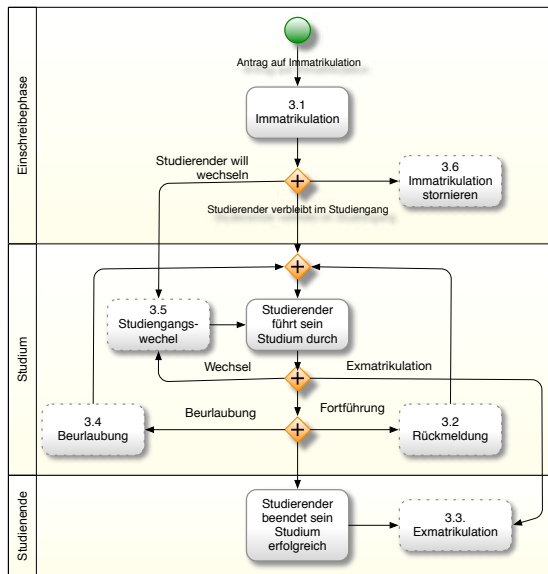 Einschreibephase
Antrag auf Immatrikulation
3.1
Immatrikulation
Studierender will
wechseln
3.6
Immatrikulation
stornieren
Studierender verbleibt im Studiengang
Studium
3.5
Studiengangs-
wechsel
Studierender
führt sein
Studium durch
Wechsel
Exmatrikulation
Beurlaubung
Fortführung
3.4
Beurlaubung
3.2
Rückmeldung
Studienende
Studierender
beendet sein
Studium
erfolgreich
3.3.
Exmatrikulation